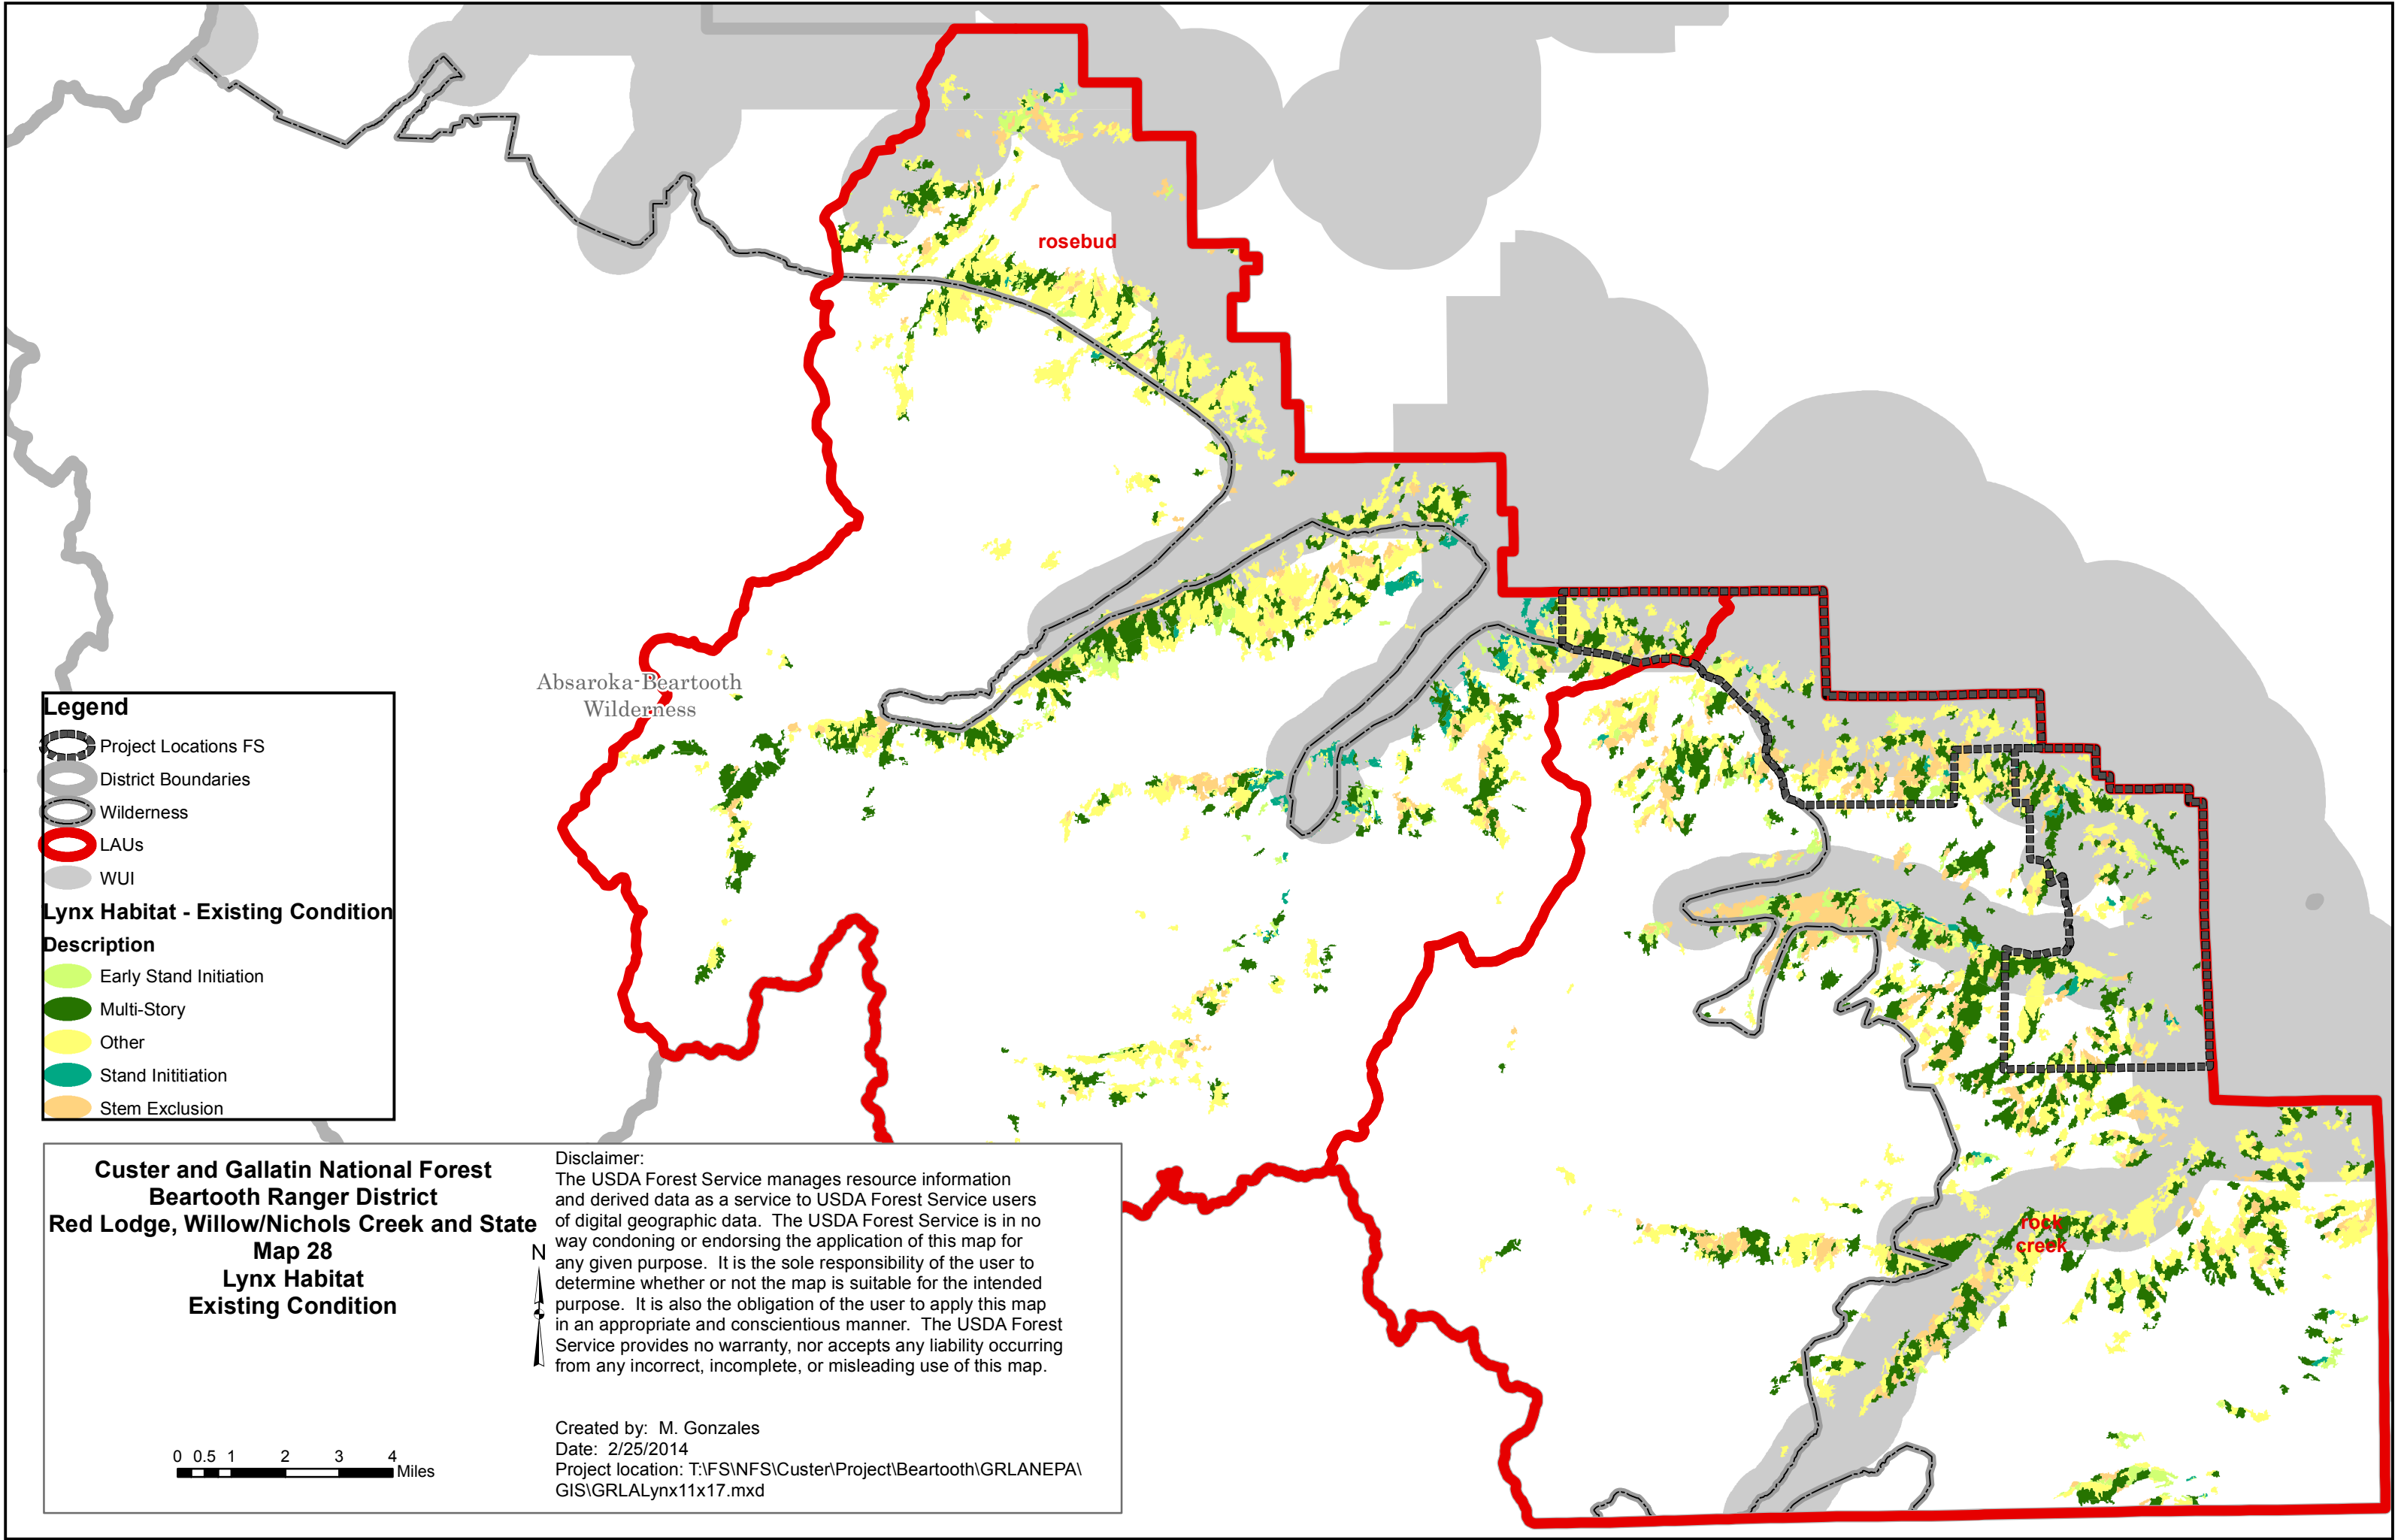 rosebud
Absaroka-Beartooth
Wilderness
Legend
Project Locations FS
District Boundaries
Wilderness
LAUs
WUI
Lynx Habitat - Existing Condition
Description
Early Stand Initiation
Multi-Story
Other
Stand Inititiation
Stem Exclusion
rock
creek
Custer and Gallatin National Forest
Beartooth Ranger District
Red Lodge, Willow/Nichols Creek and State
Map 28
Lynx Habitat
Existing Condition
N
0 0.5 1 2 3 4
Miles
Disclaimer:
The USDA Forest Service manages resource information
and derived data as a service to USDA Forest Service users
of digital geographic data. The USDA Forest Service is in no
way condoning or endorsing the application of this map for
any given purpose. It is the sole responsibility of the user to
determine whether or not the map is suitable for the intended
purpose. It is also the obligation of the user to apply this map
in an appropriate and conscientious manner. The USDA Forest
Service provides no warranty, nor accepts any liability occurring
from any incorrect, incomplete, or misleading use of this map.
Created by: M. Gonzales
Date: 2/25/2014
Project location: T:\FS\NFS\Custer\Project\Beartooth\GRLANEPA\
GIS\GRLALynx11x17.mxd